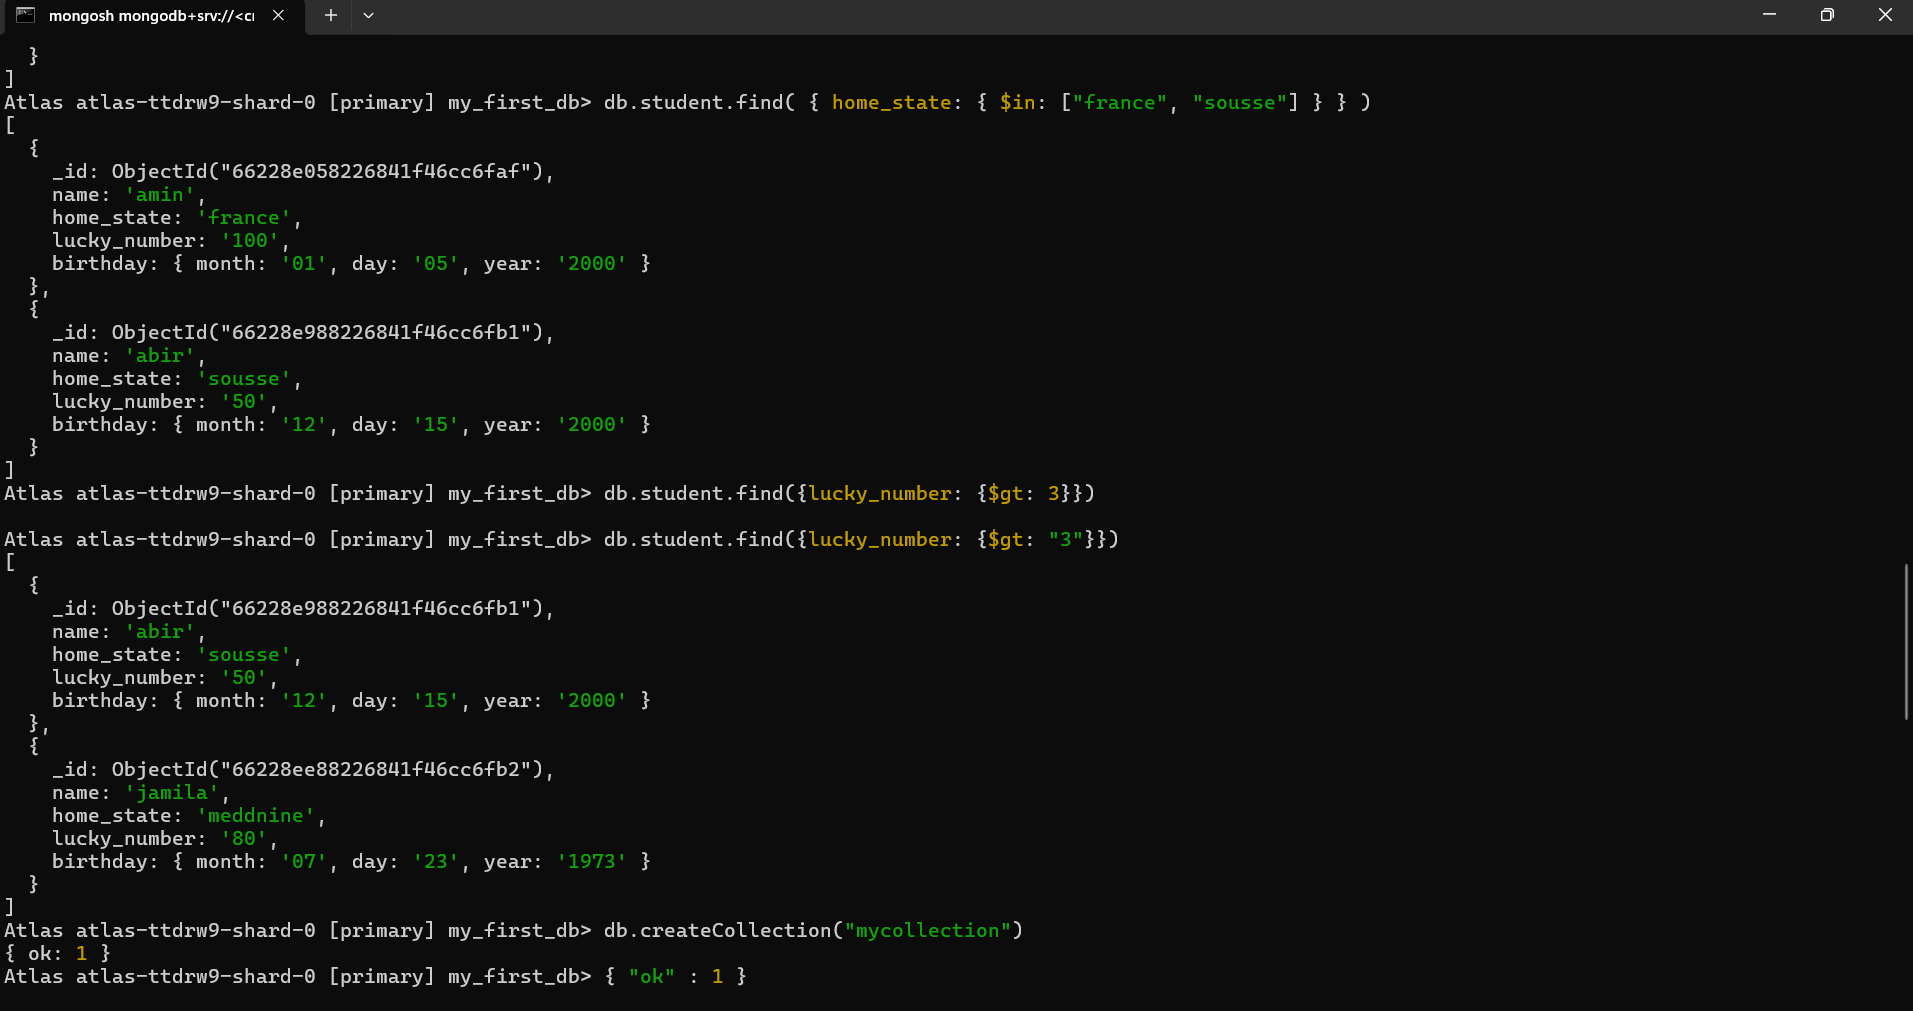 mongosh mongodb+srv://<cr
  }
]
Atlas atlas-ttdrw9-shard-0 [primary] my_first_db> db.student.find( { home_state: { $in: ["france", "sousse"] } } )
[
  {
    _id: ObjectId("66228e058226841f46cc6faf"),
    name: 'amin',
    home_state: 'france',
    lucky_number: '100',
    birthday: { month: '01', day: '05', year: '2000' }
  },
  {
    _id: ObjectId("66228e988226841f46cc6fb1"),
    name: 'abir',
    home_state: 'sousse',
    lucky_number: '50',
    birthday: { month: '12', day: '15', year: '2000' }
  }
]
Atlas atlas-ttdrw9-shard-0 [primary] my_first_db> db.student.find({lucky_number: {$gt: 3}})
Atlas atlas-ttdrw9-shard-0 [primary] my_first_db> db.student.find({lucky_number: {$gt: "3"}})
[
  {
    _id: ObjectId("66228e988226841f46cc6fb1"),
    name: 'abir',
    home_state: 'sousse',
    lucky_number: '50',
    birthday: { month: '12', day: '15', year: '2000' }
  },
  {
    _id: ObjectId("66228ee88226841f46cc6fb2"),
    name: 'jamila',
    home_state: 'meddnine',
    lucky_number: '80',
    birthday: { month: '07', day: '23', year: '1973' }
  }
]
Atlas atlas-ttdrw9-shard-0 [primary] my_first_db> db.createCollection("mycollection")
{ ok: 1 }
Atlas atlas-ttdrw9-shard-0 [primary] my_first_db> { "ok" : 1 }